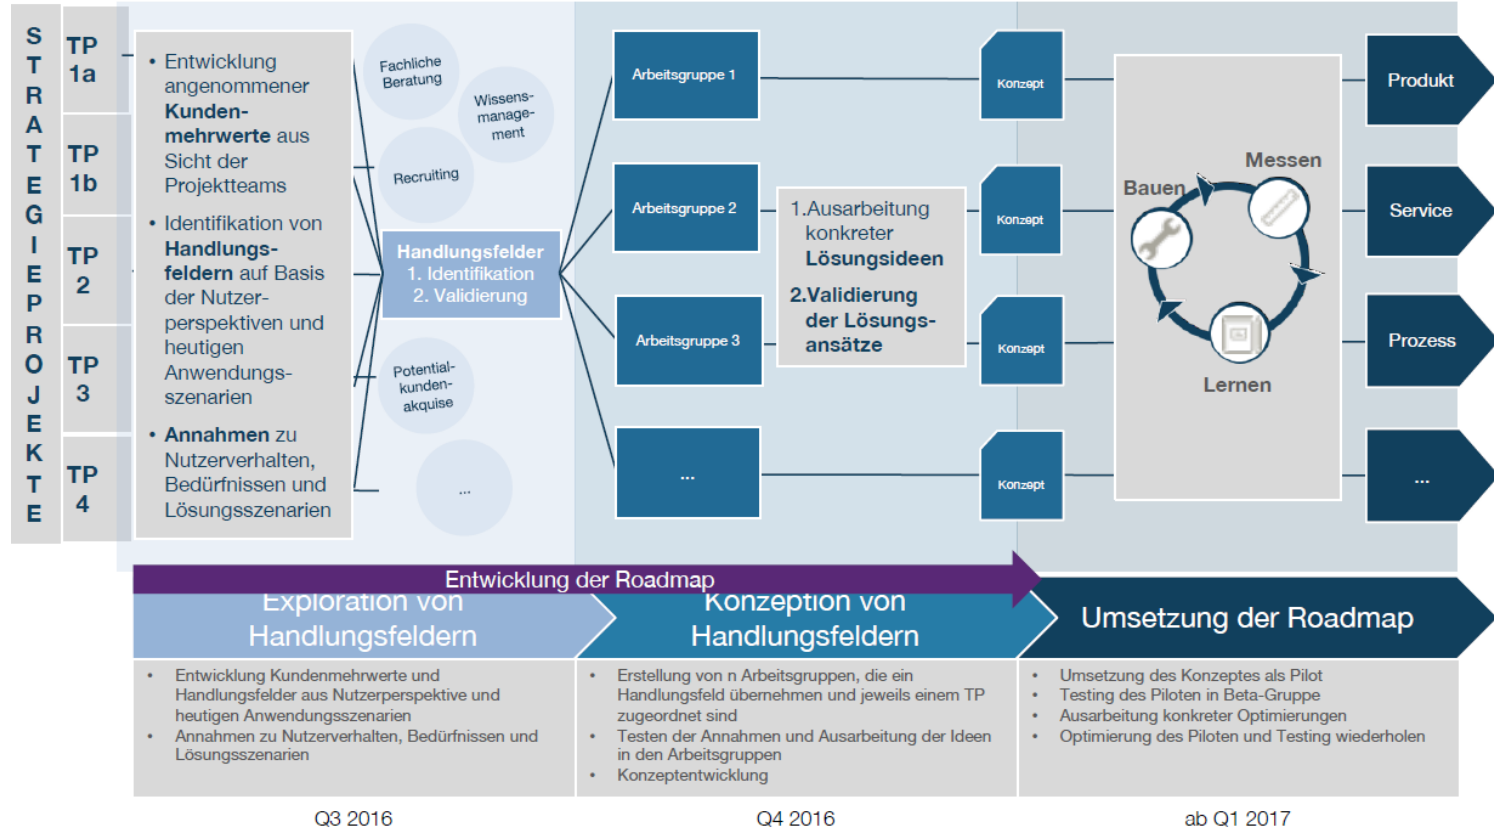 STRATEGIEPROJEKTE
TP
1a
TP
1b
TP
2
TP
3
TP
4
• Entwicklung
angenommener
Kunden-
mehrwerte aus
Sicht der
Projektteams
• Identifikation von
Handlungs-
feldern auf Basis
der Nutzer-
perspektiven und
heutigen
Anwendungs-
szenarien
• Annahmen zu
Nutzerverhalten,
Bedürfnissen und
Lösungsszenarien
Fachliche
Beratung
Wissens-
manage-
ment
Recruiting
Handlungsfelder
1. Identifikation
2. Validierung
Potential-
kunden-
akquise
...
Arbeitsgruppe 1
Arbeitsgruppe 2
Arbeitsgruppe 3
...
1.Ausarbeitung
konkreter
Lösungsideen
2.Validierung
der Lösungs-
ansätze
Konzept
Konzept
Konzept
Konzept
Messen
Bauen
Lernen
Produkt
Service
Prozess
...
Entwicklung der Roadmap
Exploration von
Handlungsfeldern
Konzeption von
Handlungsfeldern
Umsetzung der Roadmap
• Entwicklung Kundenmehrwerte und
Handlungsfelder aus Nutzerperspektive und
heutigen Anwendungsszenarien
• Annahmen zu Nutzerverhalten, Bedürfnissen und
Lösungsszenarien
• Erstellung von n Arbeitsgruppen, die ein
Handlungsfeld übernehmen und jeweils einem TP
zugeordnet sind
• Testen der Annahmen und Ausarbeitung der Ideen
in den Arbeitsgruppen
• Konzeptentwicklung
• Umsetzung des Konzeptes als Pilot
• Testing des Piloten in Beta-Gruppe
• Ausarbeitung konkreter Optimierungen
• Optimierung des Piloten und Testing wiederholen
Q3 2016
Q4 2016
ab Q1 2017